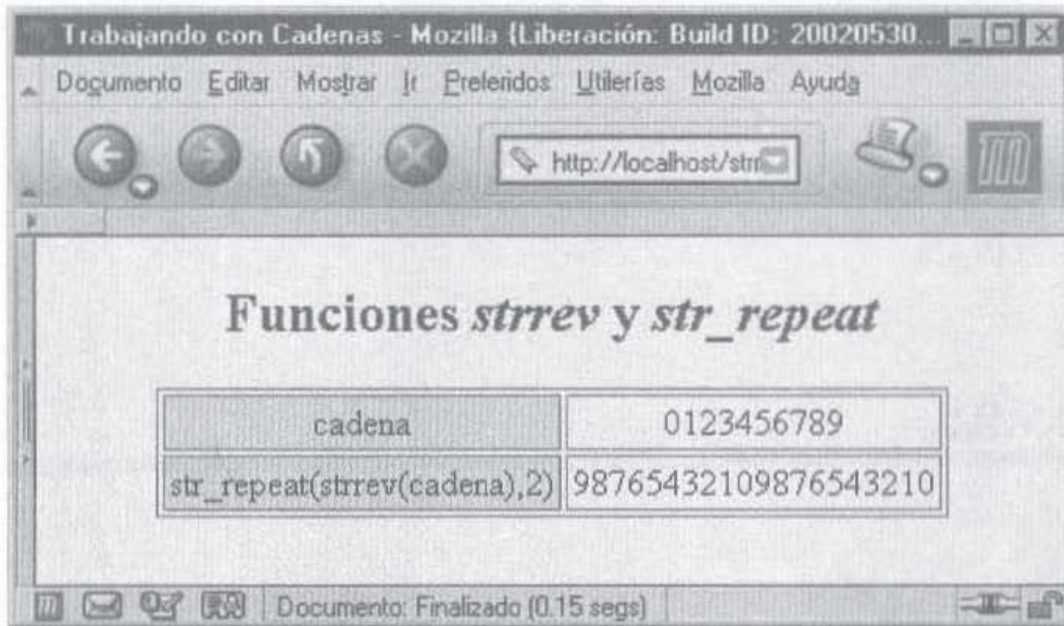 Trabajando con Cadenas - Mozilla {Liberación: Build ID: 20020530...
Documento Editar Mostrar Ir Preferidos Utilerías Mozilla Ayuda
http://localhost/strr
Funciones strrev y str_repeat
cadena 0123456789
str_repeat(strrev(cadena),2) 98765432109876543210
Documento: Finalizado (0.15 segs)